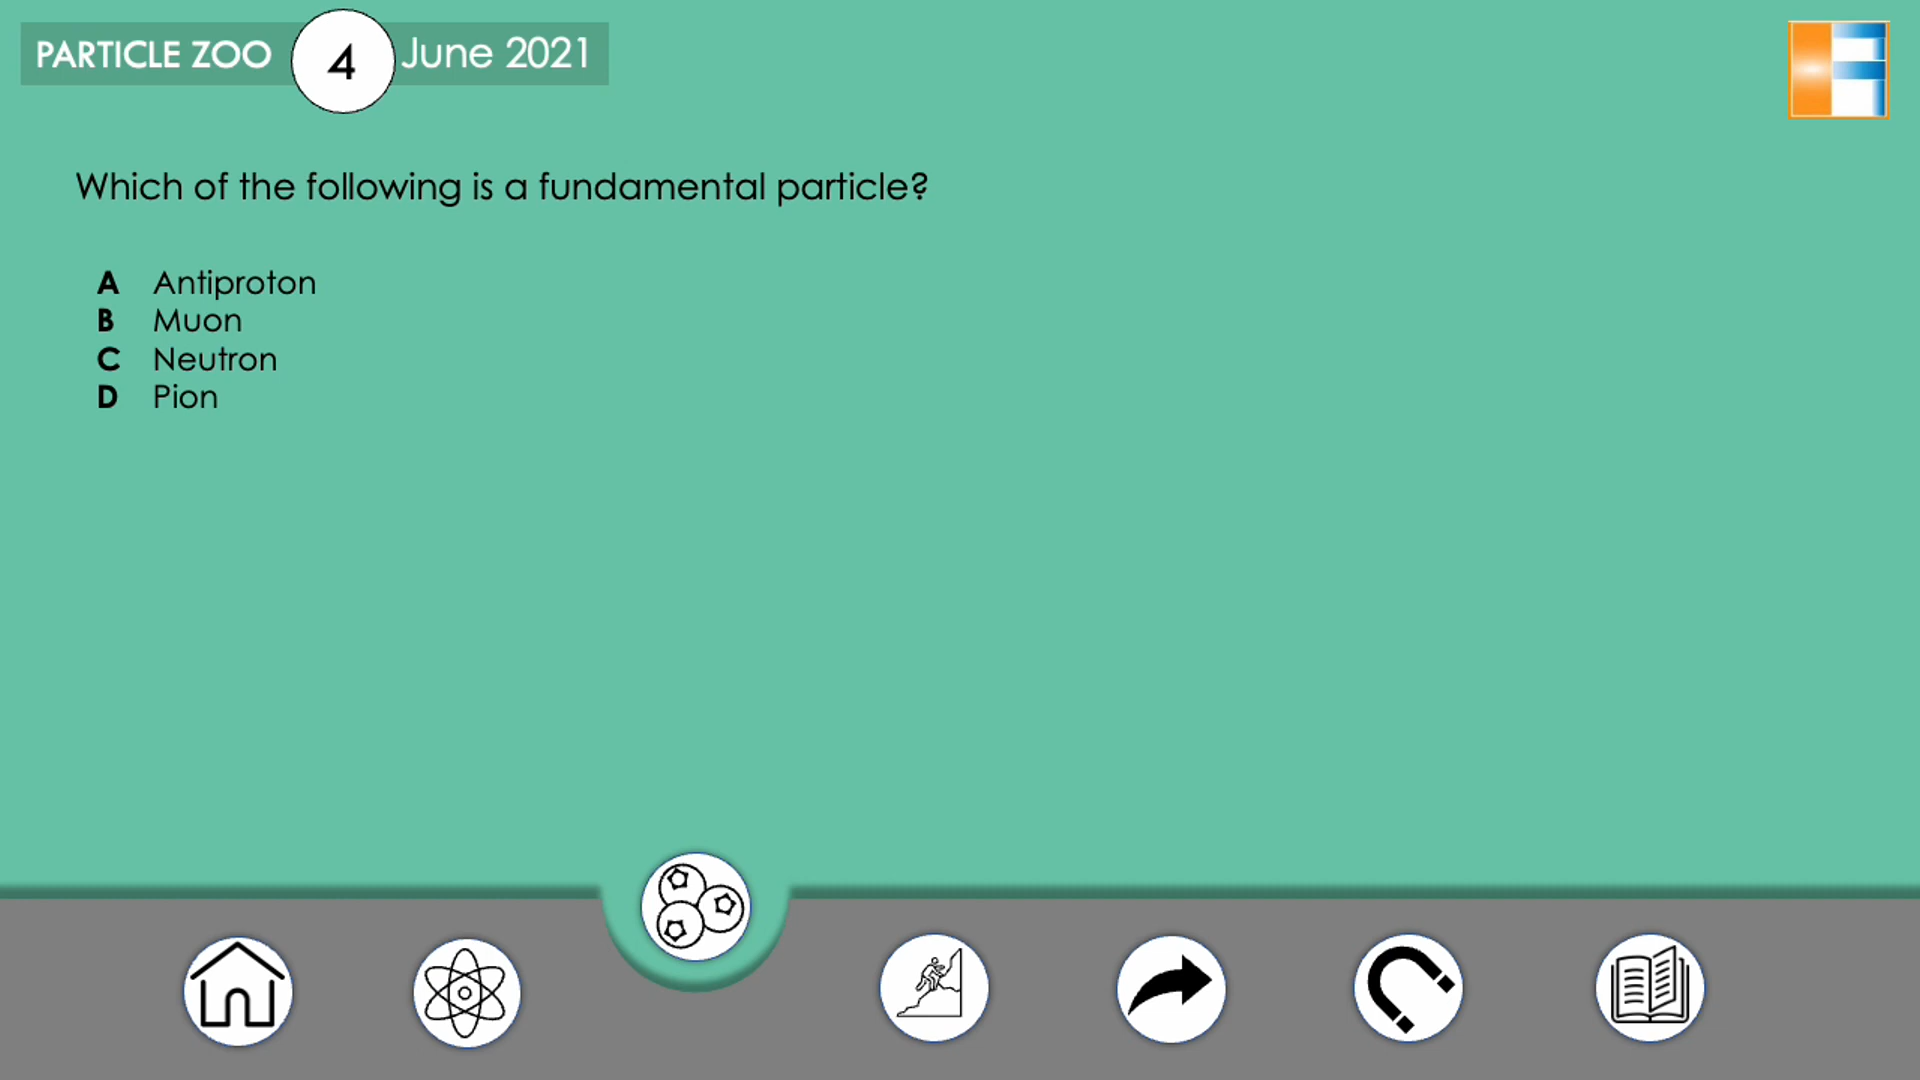 PARTICLE ZOO 4 June 2021
Which of the following is a fundamental particle?
A Antiproton
B Muon
C Neutron
D Pion